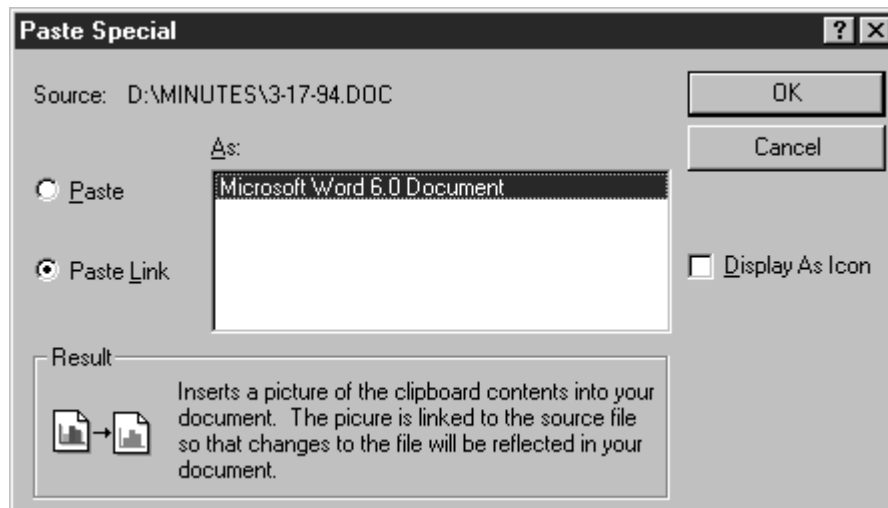 Paste Special
Source: D:\MINUTES\3-17-94.DOC
OK
Cancel
As:
Paste
Microsoft Word 6.0 Document
Paste Link
Display As Icon
Result
Inserts a picture of the clipboard contents into your
document. The picure is linked to the source file
so that changes to the file will be reflected in your
document.